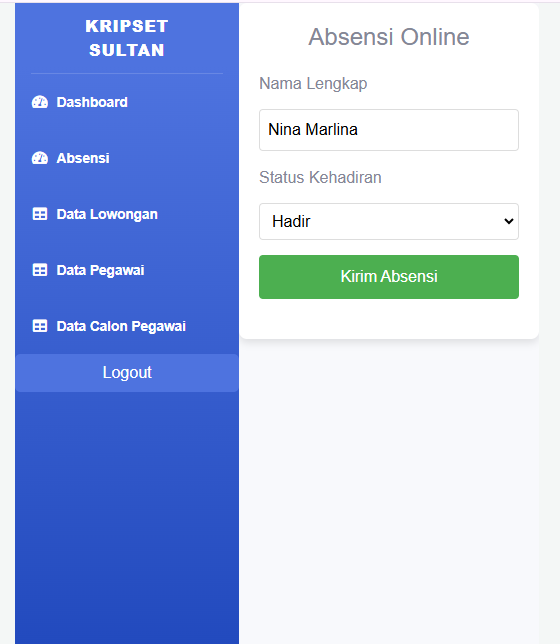 KRIPSET
SULTAN
Dashboard
Absensi
Data Lowongan
Data Pegawai
Data Calon Pegawai
Logout
Absensi Online
Nama Lengkap
Nina Marlina
Status Kehadiran
Hadir
Kirim Absensi